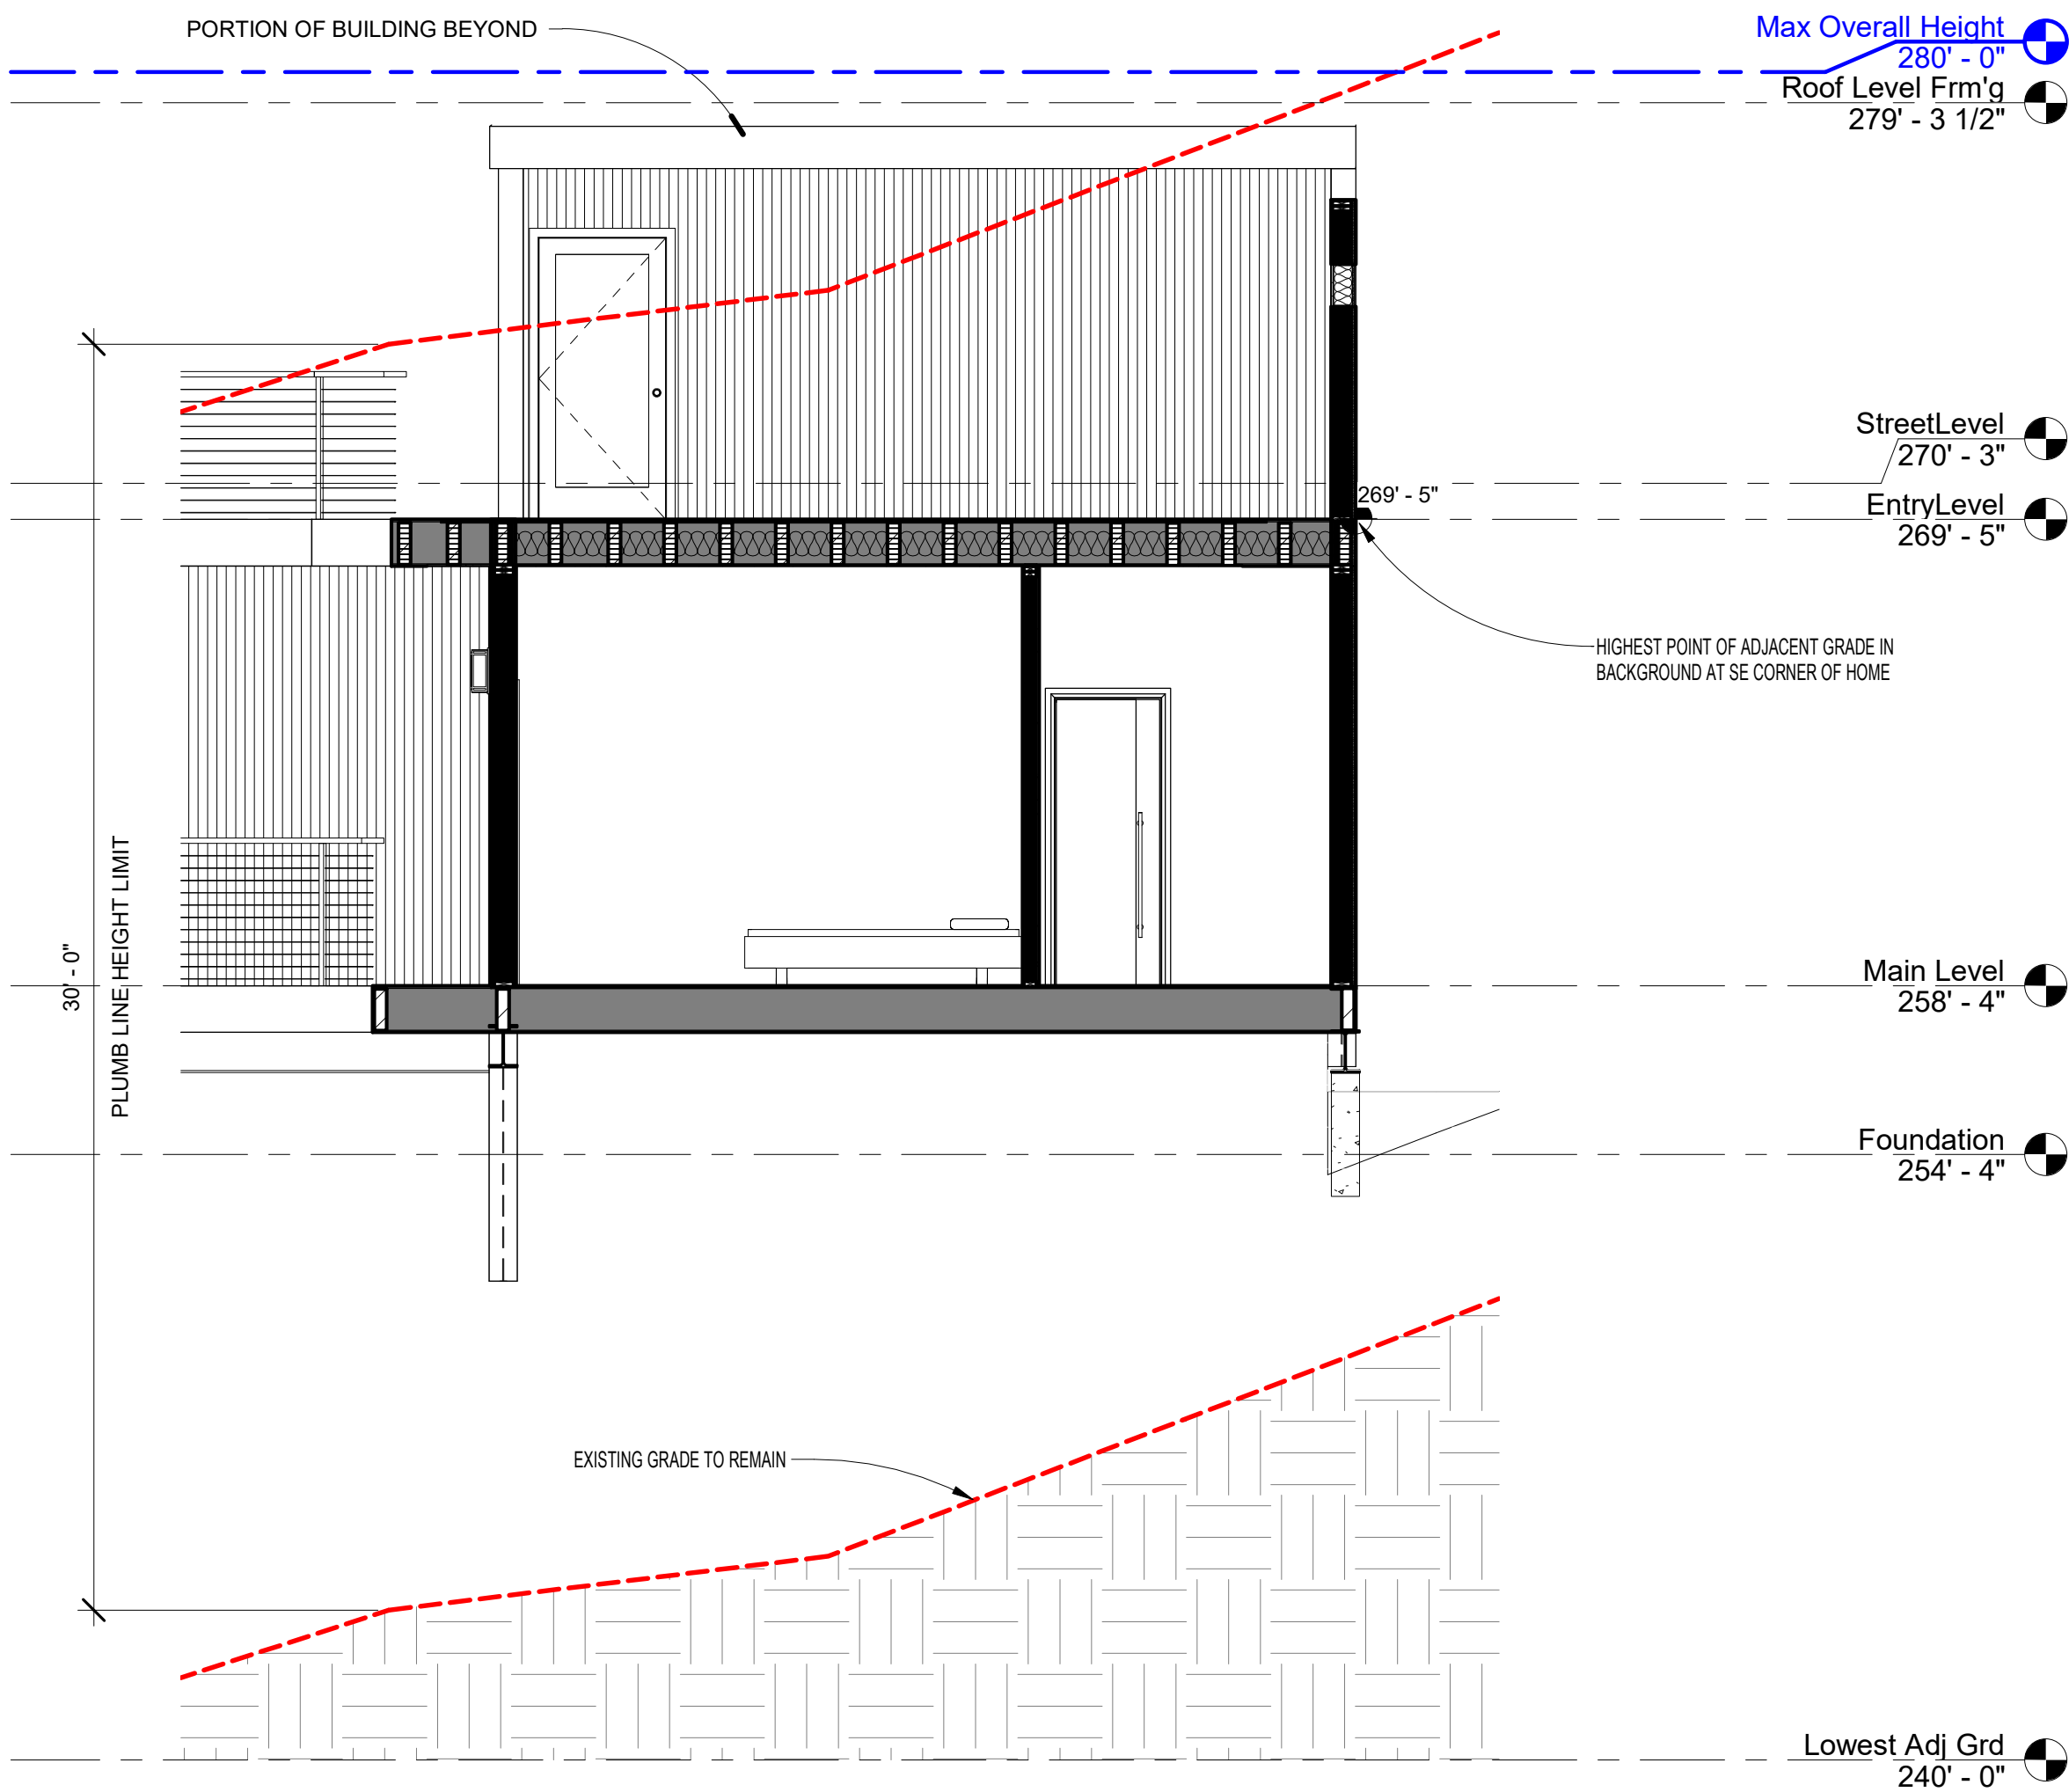 PORTION OF BUILDING BEYOND
Max Overall Height
280' - 0"
Roof Level Frm'g
279' - 3 1/2"
StreetLevel
270' - 3"
269' - 5"
EntryLevel
269' - 5"
HIGHEST POINT OF ADJACENT GRADE IN
BACKGROUND AT SE CORNER OF HOME
30' - 0"
PLUMB LINE HEIGHT LIMIT
Main Level
258' - 4"
Foundation
254' - 4"
EXISTING GRADE TO REMAIN
Lowest Adj Grd
240' - 0"